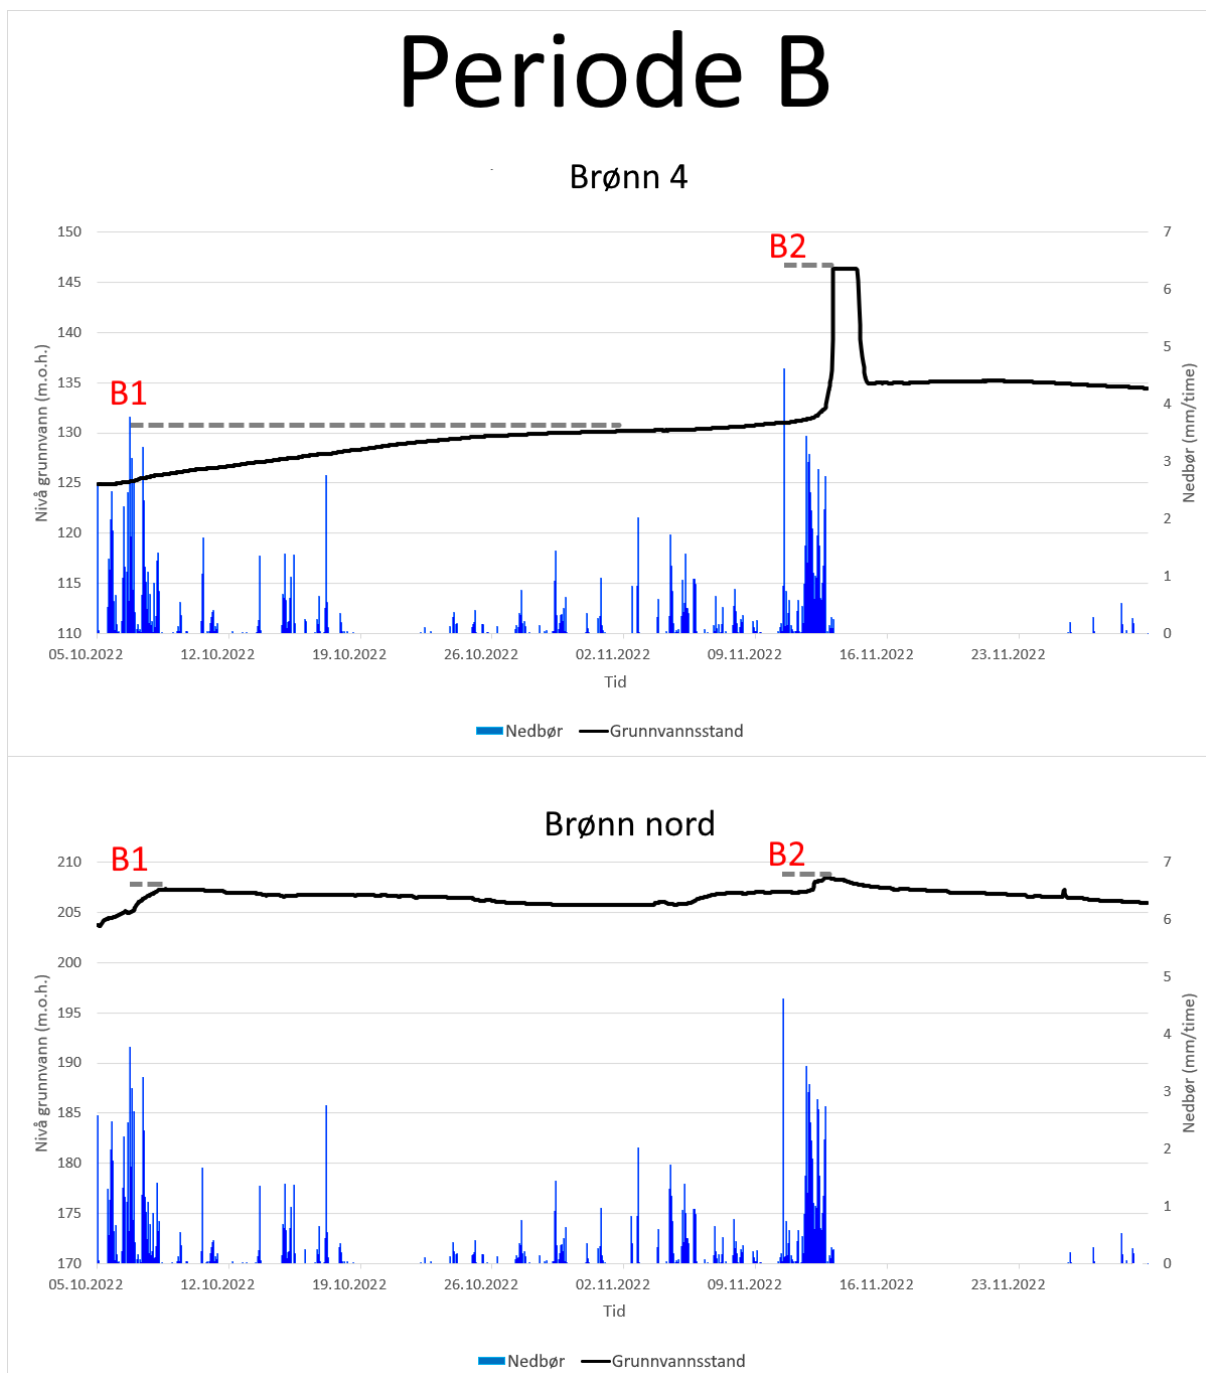 Periode B
Brønn 4
150
145
140
135
130
125
120
115
110
7
6
5
4
3
2
1
0
Nivå grunnvann (m.o.h.)
Nedbør (mm/time)
B1
B2
05.10.2022 12.10.2022 19.10.2022 26.10.2022 02.11.2022 09.11.2022 16.11.2022 23.11.2022
Tid
Nedbør Grunnvannsstand
Brønn nord
210
205
200
195
190
185
180
175
170
7
6
5
4
3
2
1
0
Nivå grunnvann (m.o.h.)
Nedbør (mm/time)
B1
B2
05.10.2022 12.10.2022 19.10.2022 26.10.2022 02.11.2022 09.11.2022 16.11.2022 23.11.2022
Tid
Nedbør Grunnvannsstand